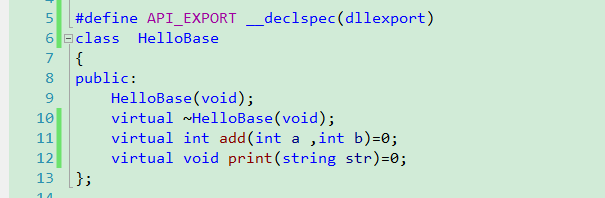 5 #define API_EXPORT __declspec(dllexport)
6 class  HelloBase
7 {
8 public:
9     HelloBase(void);
10     virtual ~HelloBase(void);
11     virtual int add(int a ,int b)=0;
12     virtual void print(string str)=0;
13 };